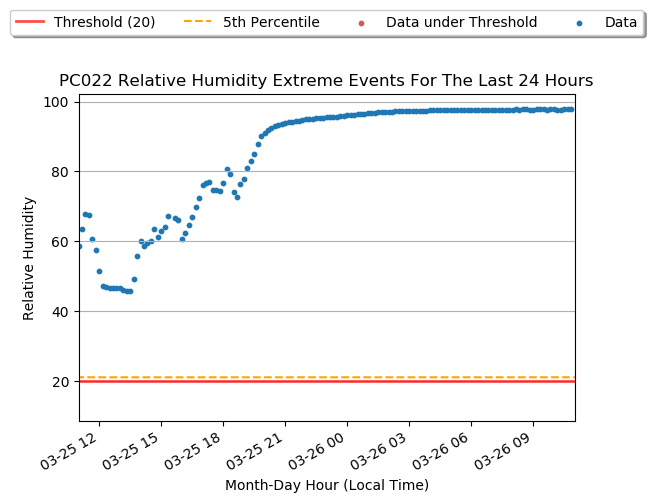 Threshold (20) 5th Percentile Data under Threshold Data
PC022 Relative Humidity Extreme Events For The Last 24 Hours
100
80
60
40
20
Relative Humidity
03-25 12 03-25 15 03-25 18 03-25 21 03-26 00 03-26 03 03-26 06 03-26 09
Month-Day Hour (Local Time)